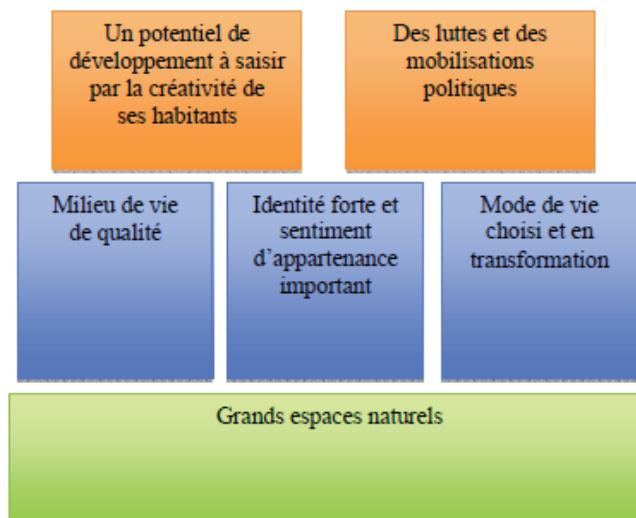 Un potentiel de
développement à saisir
par la créativité de
ses habitants
Des luttes et des
mobilisations
politiques
Milieu de vie
de qualité
Identité forte et
sentiment
d'appartenance
important
Mode de vie
choisi et en
transformation
Grands espaces naturels